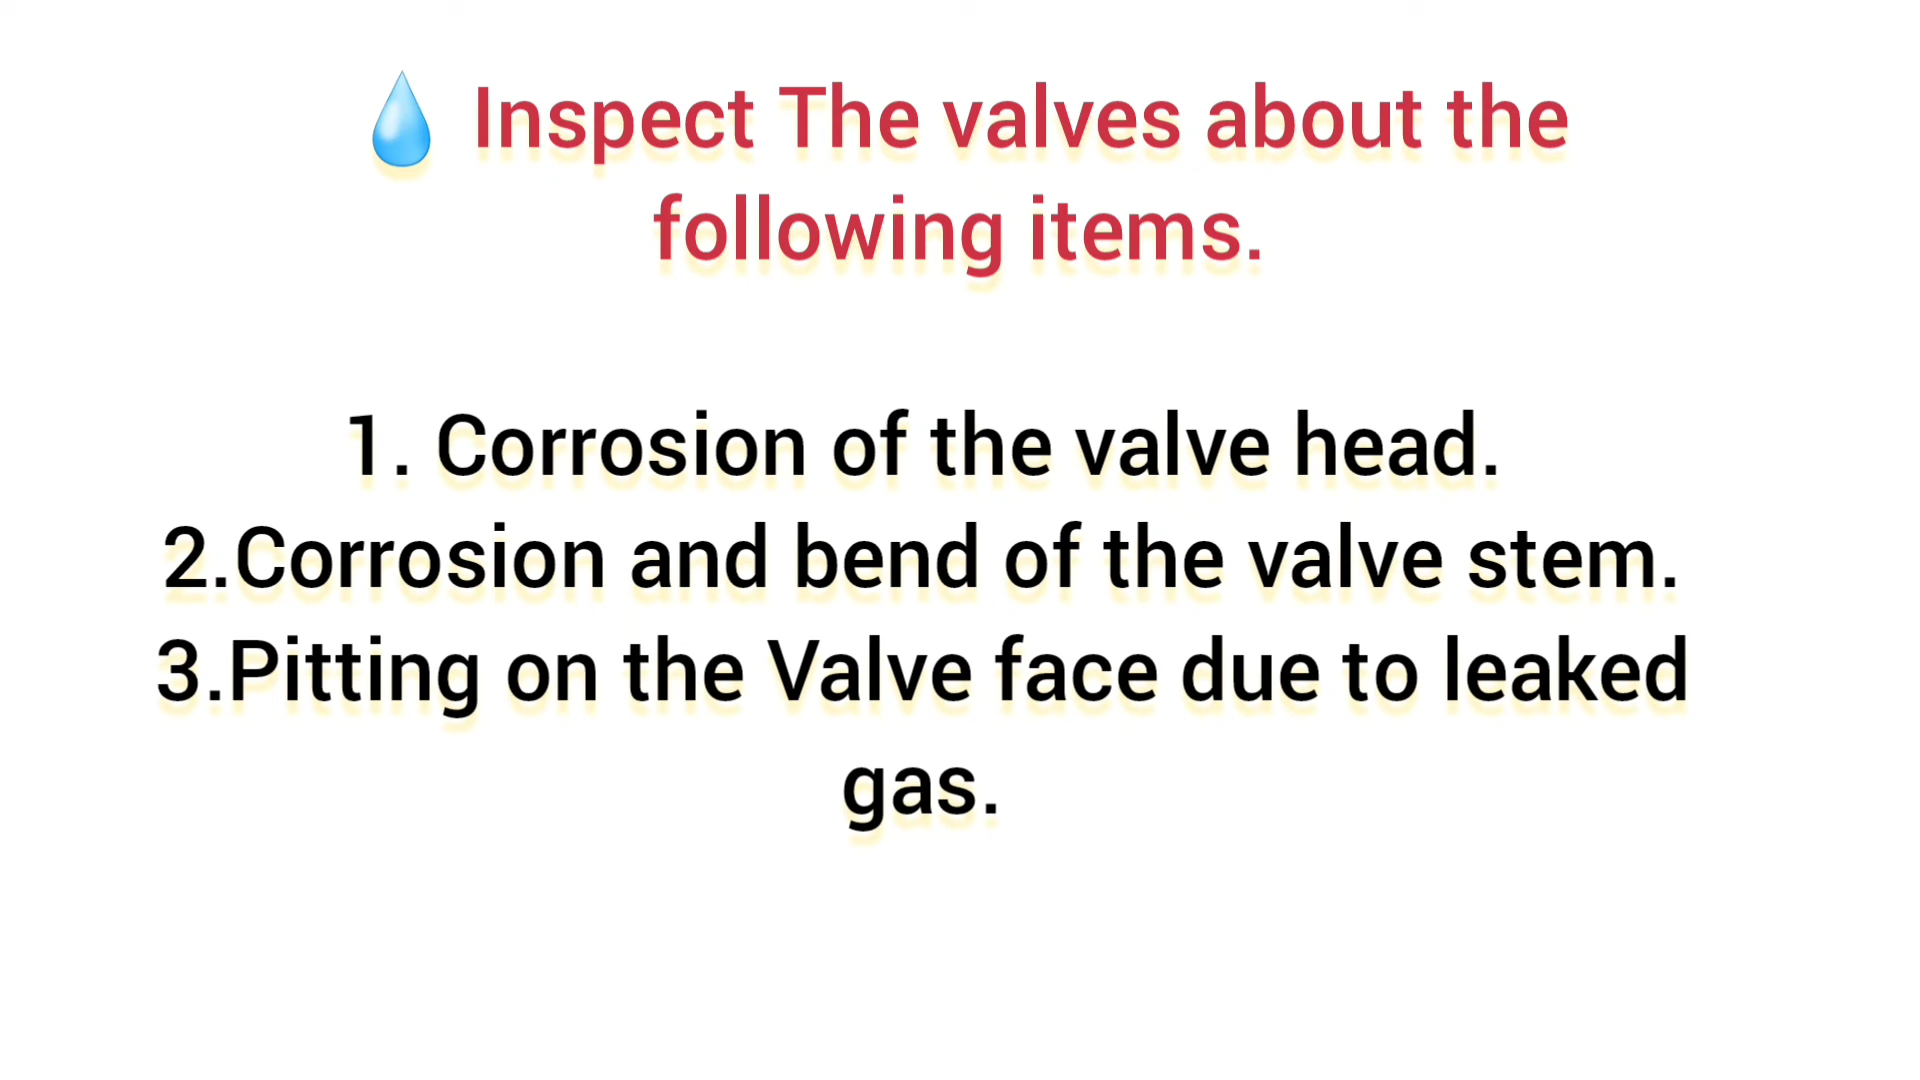 💧 Inspect The valves about the
following items.
1. Corrosion of the valve head.
2.Corrosion and bend of the valve stem.
3.Pitting on the Valve face due to leaked
gas.